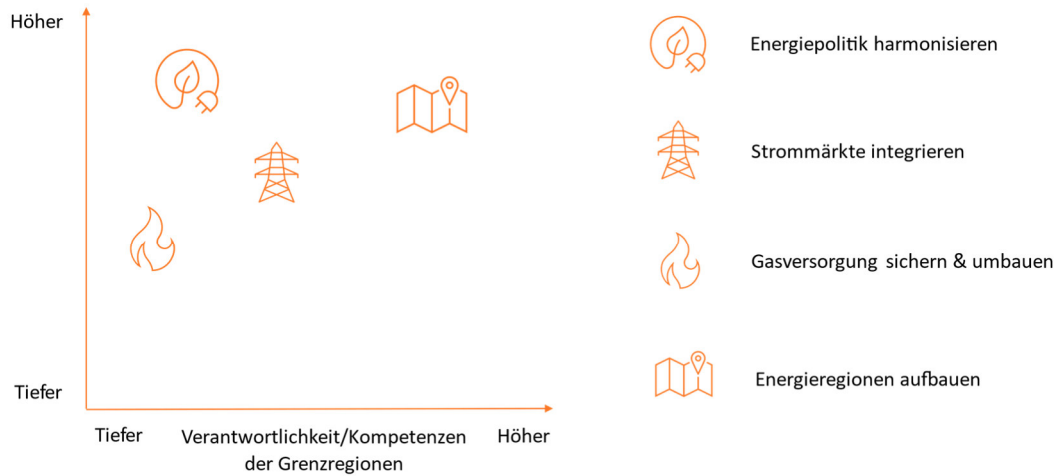 Höher
Tiefer
Tiefer
Verantwortlichkeit/Kompetenzen
der Grenzregionen
Höher
Energiepolitik harmonisieren
Strommärkte integrieren
Gasversorgung sichern & umbauen
Energieregionen aufbauen